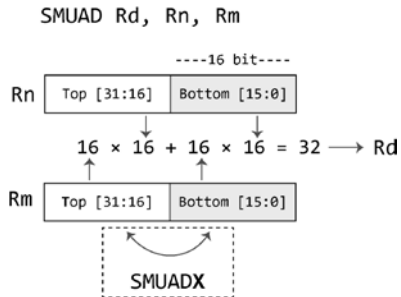 SMUAD Rd, Rn, Rm
----16 bit----
Rn Top [31:16] Bottom [15:0]
16 × 16 + 16 × 16 = 32 → Rd
Rm Top [31:16] Bottom [15:0]
SMUADX